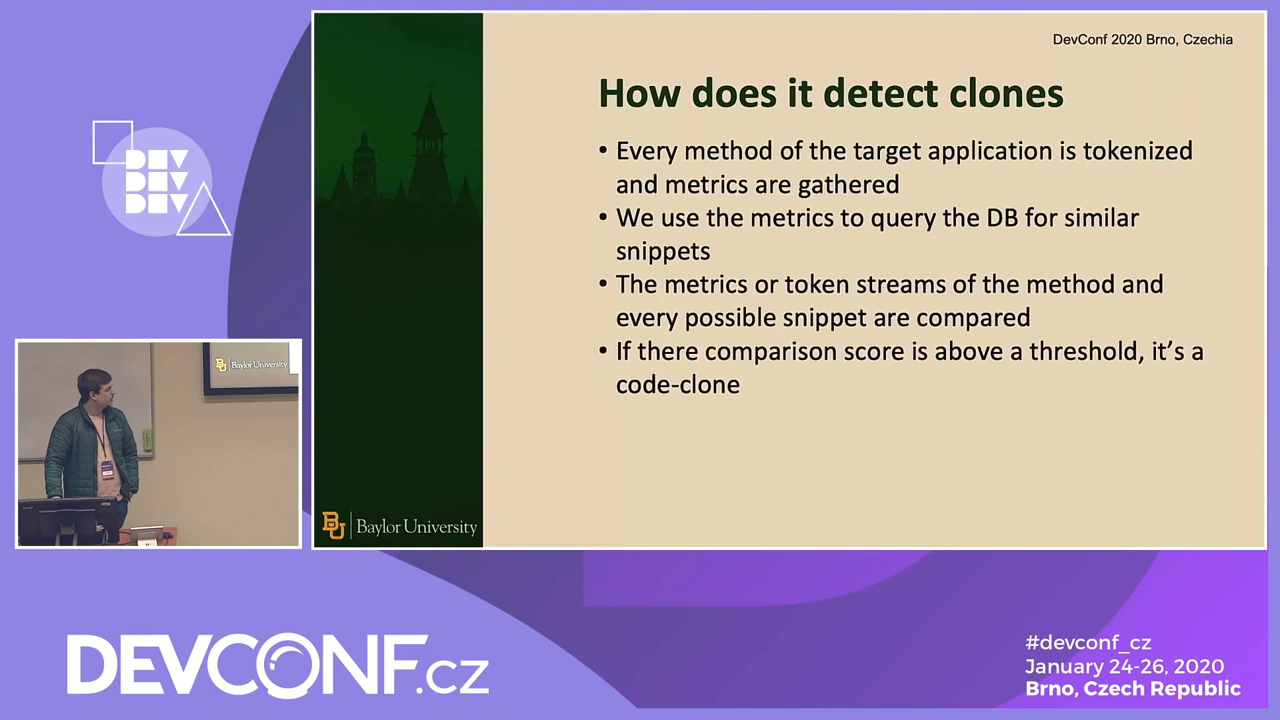 DevConf 2020 Brno, Czechia
How does it detect clones
• Every method of the target application is tokenized
and metrics are gathered
• We use the metrics to query the DB for similar
snippets
• The metrics or token streams of the method and
every possible snippet are compared
• If there comparison score is above a threshold, it's a
code-clone
BU Baylor University
DEV
DEV
DEV
BU Baylor University
DEVCONF.cz
#devconf_cz
January 24-26, 2020
Brno, Czech Republic